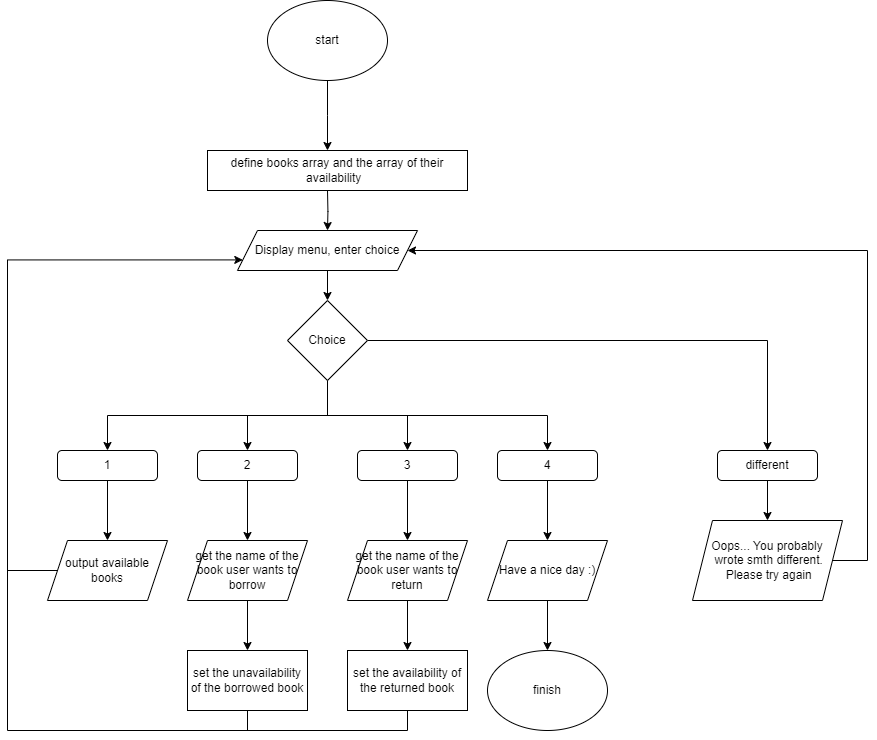 start
define books array and the array of their
availability
Display menu, enter choice
Choice
1
2
3
4
different
output available
books
get the name of the
book user wants to
borrow
get the name of the
book user wants to
return
Have a nice day :)
Oops... You probably
wrote smth different.
Please try again
set the unavailability
of the borrowed book
set the availability of
the returned book
finish